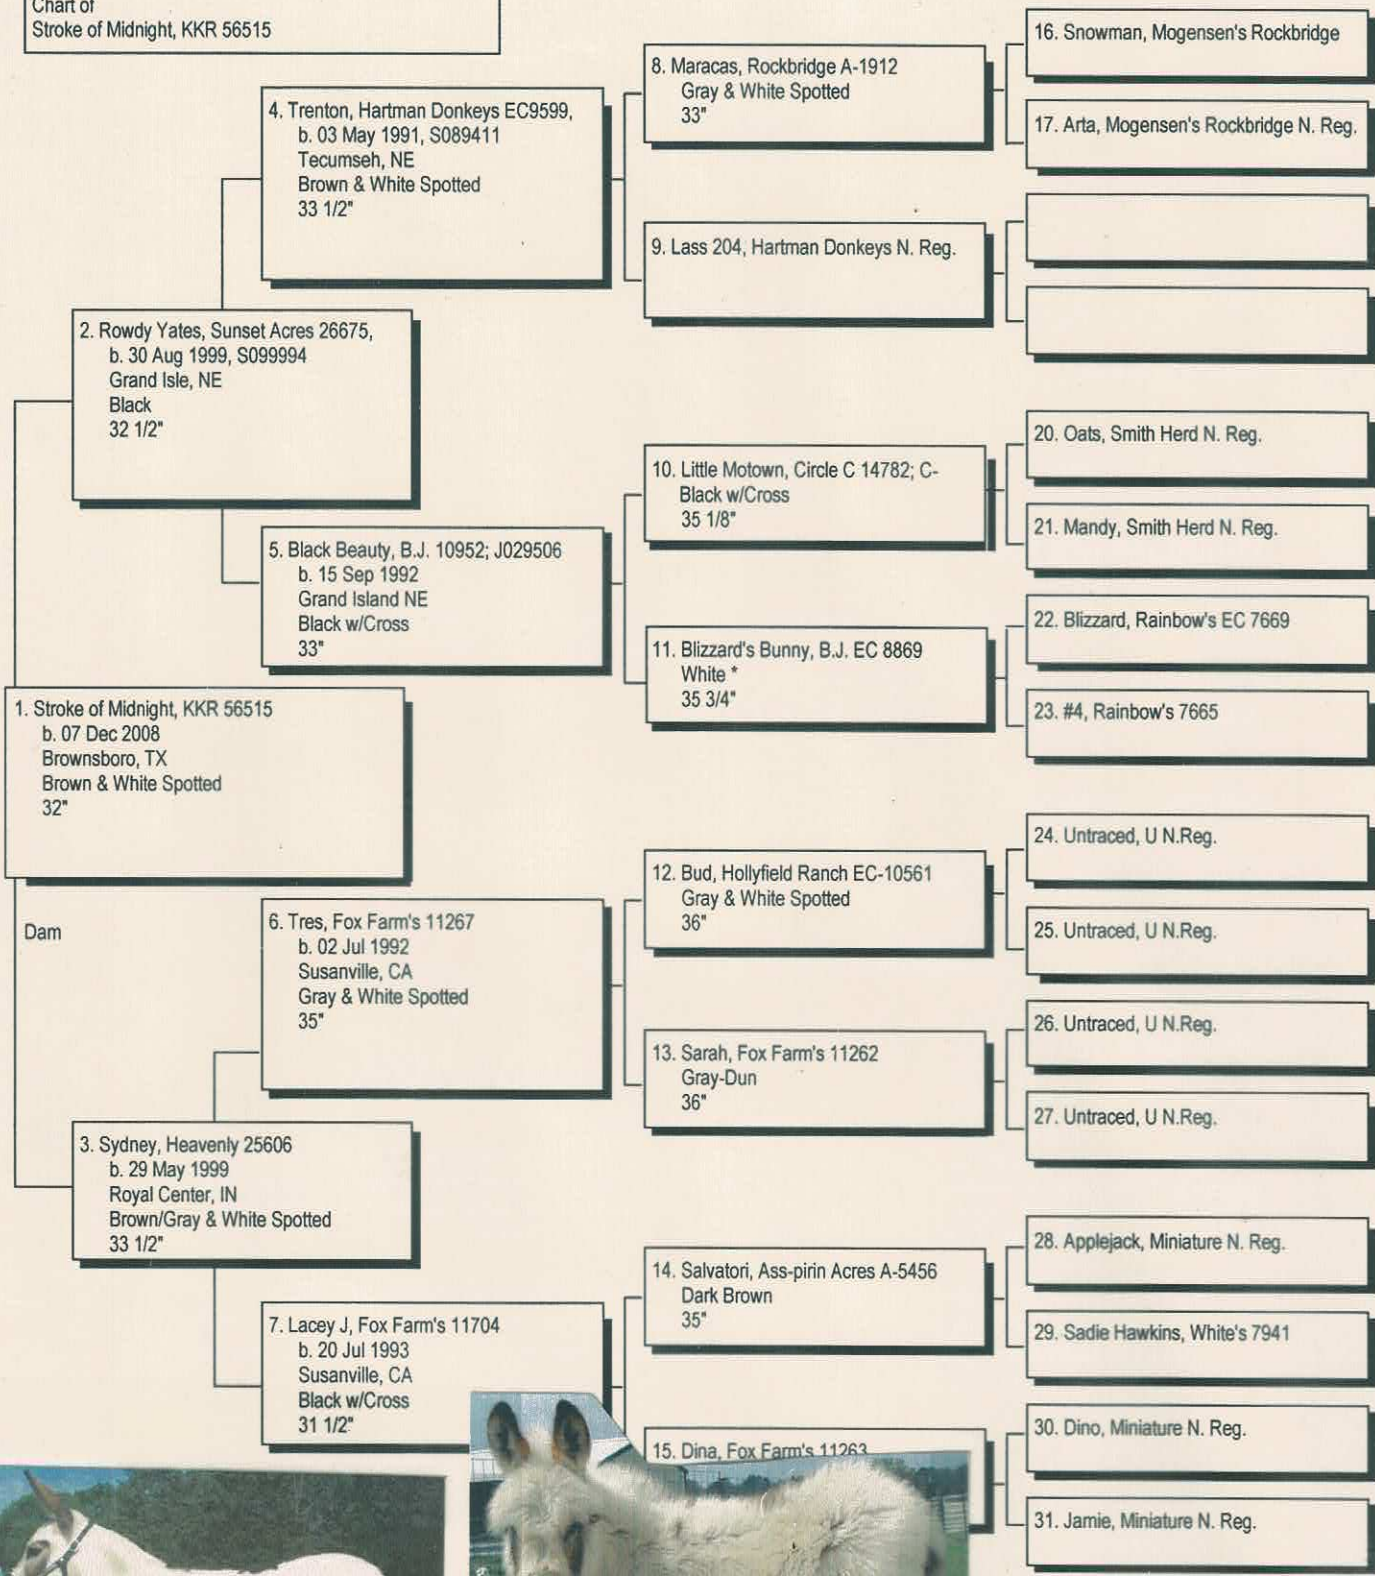 Chart of
Stroke of Midnight, KKR 56515
16. Snowman, Mogensen's Rockbridge
8. Maracas, Rockbridge A-1912
Gray & White Spotted
33"
17. Arta, Mogensen's Rockbridge N. Reg.
4. Trenton, Hartman Donkeys EC9599,
b. 03 May 1991, S089411
Tecumseh, NE
Brown & White Spotted
33 1/2"
9. Lass 204, Hartman Donkeys N. Reg.
2. Rowdy Yates, Sunset Acres 26675,
b. 30 Aug 1999, S099994
Grand Isle, NE
Black
32 1/2"
20. Oats, Smith Herd N. Reg.
10. Little Motown, Circle C 14782; C-
Black w/Cross
35 1/8"
21. Mandy, Smith Herd N. Reg.
5. Black Beauty, B.J. 10952; J029506
b. 15 Sep 1992
Grand Island NE
Black w/Cross
33"
22. Blizzard, Rainbow's EC 7669
11. Blizzard's Bunny, B.J. EC 8869
White *
35 3/4"
23. #4, Rainbow's 7665
1. Stroke of Midnight, KKR 56515
b. 07 Dec 2008
Brownsboro, TX
Brown & White Spotted
32"
24. Untraced, U N.Reg.
12. Bud, Hollyfield Ranch EC-10561
Gray & White Spotted
36"
25. Untraced, U N.Reg.
Dam
6. Tres, Fox Farm's 11267
b. 02 Jul 1992
Susanville, CA
Gray & White Spotted
35"
26. Untraced, U N.Reg.
13. Sarah, Fox Farm's 11262
Gray-Dun
36"
27. Untraced, U N.Reg.
3. Sydney, Heavenly 25606
b. 29 May 1999
Royal Center, IN
Brown/Gray & White Spotted
33 1/2"
28. Applejack, Miniature N. Reg.
14. Salvatori, Ass-pirin Acres A-5456
Dark Brown
35"
29. Sadie Hawkins, White's 7941
7. Lacey J, Fox Farm's 11704
b. 20 Jul 1993
Susanville, CA
Black w/Cross
31 1/2"
30. Dino, Miniature N. Reg.
15. Dina, Fox Farm's 11263
31. Jamie, Miniature N. Reg.